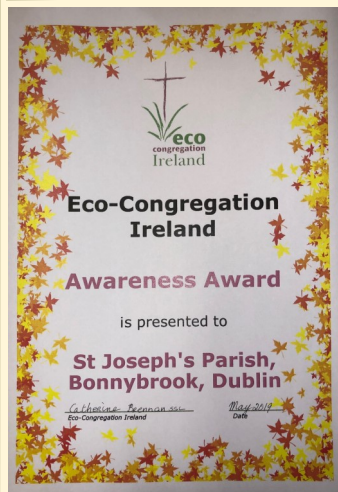 eco
congregation
Ireland
Eco-Congregation
Ireland
Awareness Award
is presented to
St Joseph's Parish,
Bonnybrook, Dublin
Catherine Brennan SSL May 2019
Eco-Congregation Ireland Date